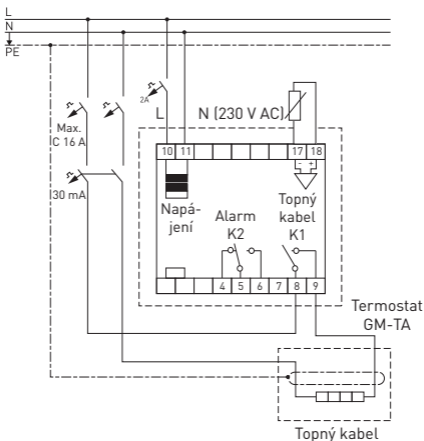 L
N
PE
2A
L
N (230 V AC)
Max.
C 16 A
10 11
17 18
- +
30 mA
Napá-
jení
Alarm
K2
Topný
kabel
K1
4 5 6 7 8 9
Termostat
GM-TA
Topný kabel